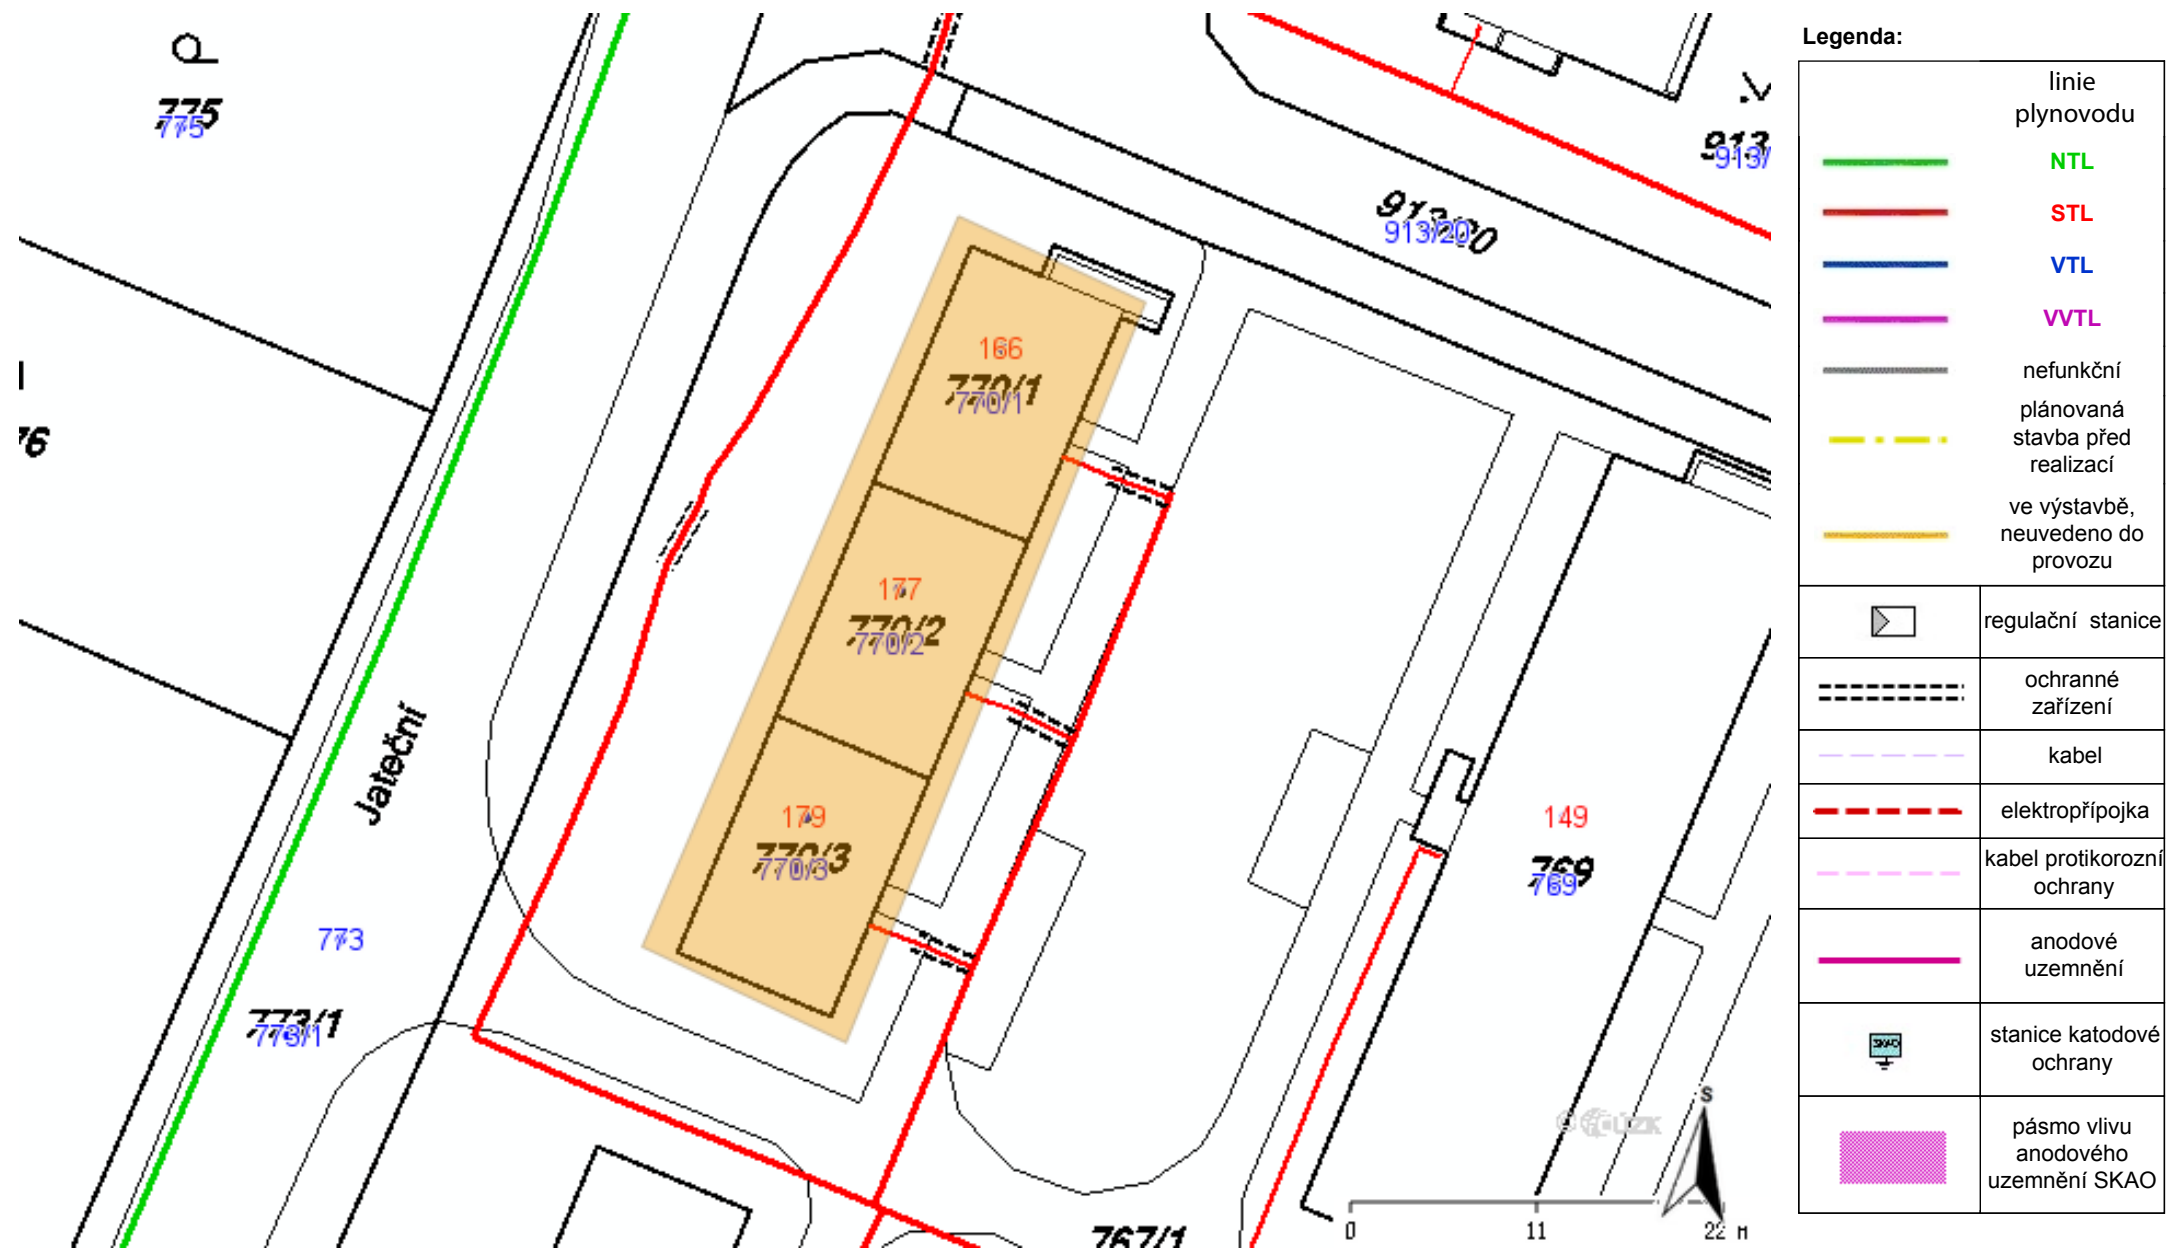 775
775
913
913/
913/20
913/20
166
770/1
770/1
76
177
770/2
770/2
Jateční
179
770/3
770/3
149
769
769
773
773/1
773/1
767/1
S
0 11 22 M
© ČÚZK
Legenda:
linie
plynovodu
NTL
STL
VTL
VVTL
nefunkční
plánovaná
stavba před
realizací
ve výstavbě,
neuvedeno do
provozu
regulační stanice
ochranné
zařízení
kabel
elektropřípojka
kabel protikorozní
ochrany
anodové
uzemnění
SKAO
stanice katodové
ochrany
pásmo vlivu
anodového
uzemnění SKAO